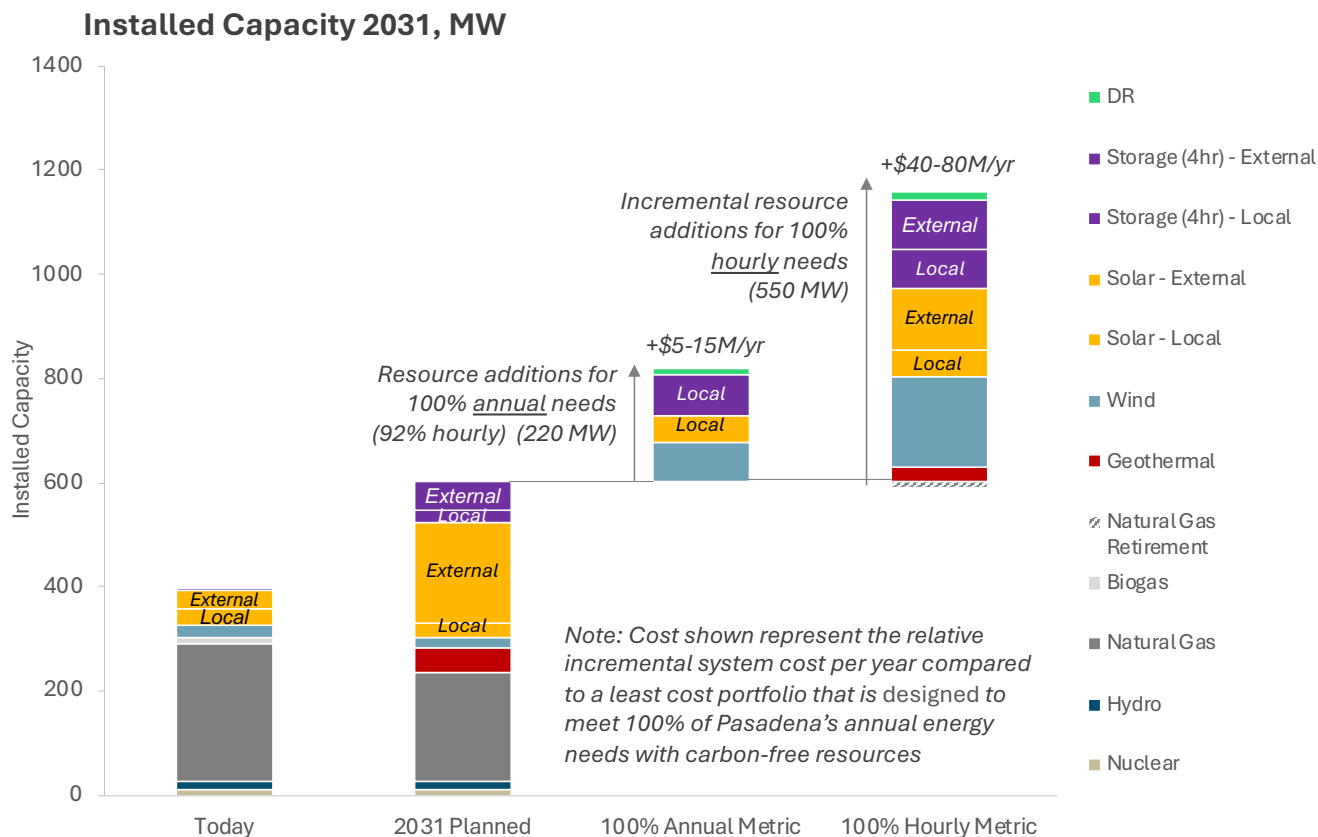 Installed Capacity 2031, MW
1400
1200
1000
800
600
400
200
0
Installed Capacity
External
Local
External
Local
External
Local
Resource additions for
100% annual needs
(92% hourly) (220 MW)
+$5-15M/yr
Local
Local
Incremental resource
additions for 100%
hourly needs
(550 MW)
+$40-80M/yr
External
Local
External
Local
Note: Cost shown represent the relative
incremental system cost per year compared
to a least cost portfolio that is designed to
meet 100% of Pasadena's annual energy
needs with carbon-free resources
Today
2031 Planned
100% Annual Metric
100% Hourly Metric
DR
Storage (4hr) - External
Storage (4hr) - Local
Solar - External
Solar - Local
Wind
Geothermal
Natural Gas
Retirement
Biogas
Natural Gas
Hydro
Nuclear